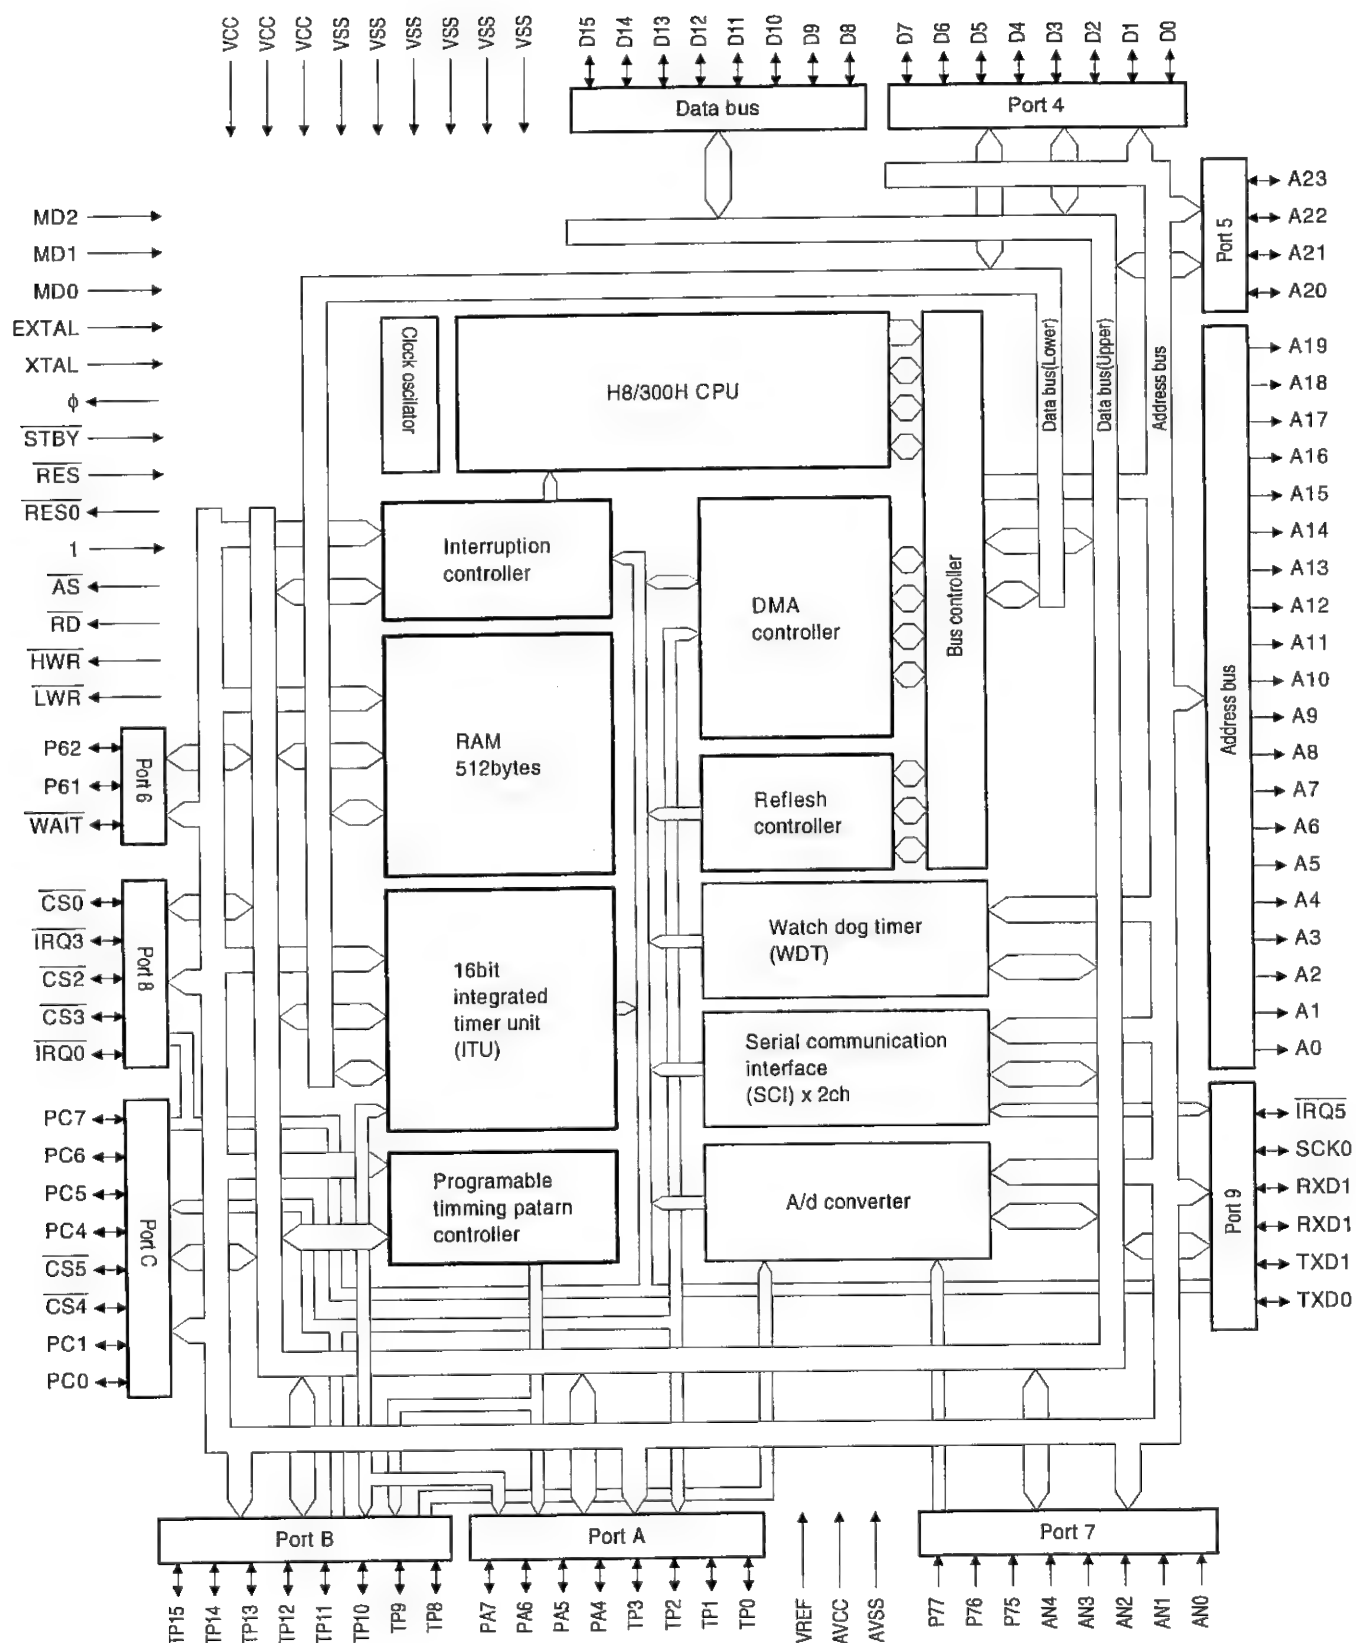 VCC
VCC
VCC
VSS
VSS
VSS
VSS
VSS
VSS
D15
D14
D13
D12
D11
D10
D9
D8
D7
D6
D5
D4
D3
D2
D1
D0
Data bus
Port 4
MD2
MD1
MD0
EXTAL
XTAL
ϕ
STBY
RES
RES0
1
AS
RD
HWR
LWR
P62
P61
WAIT
Port 6
CS0
IRQ3
CS2
CS3
IRQ0
Port 8
PC7
PC6
PC5
PC4
CS5
CS4
PC1
PC0
Port C
Clock oscilator
H8/300H CPU
Interruption
controller
RAM
512bytes
16bit
integrated
timer unit
(ITU)
Programable
timming patarn
controller
DMA
controller
Reflesh
controller
Watch dog timer
(WDT)
Serial communication
interface
(SCI) x 2ch
A/d converter
Bus controller
Data bus(Lower)
Data bus(Upper)
Address bus
Port 5
A23
A22
A21
A20
Address bus
A19
A18
A17
A16
A15
A14
A13
A12
A11
A10
A9
A8
A7
A6
A5
A4
A3
A2
A1
A0
Port 9
IRQ5
SCK0
RXD1
RXD1
TXD1
TXD0
Port B
Port A
Port 7
TP15
TP14
TP13
TP12
TP11
TP10
TP9
TP8
PA7
PA6
PA5
PA4
TP3
TP2
TP1
TP0
VREF
AVCC
AVSS
P77
P76
P75
AN4
AN3
AN2
AN1
AN0